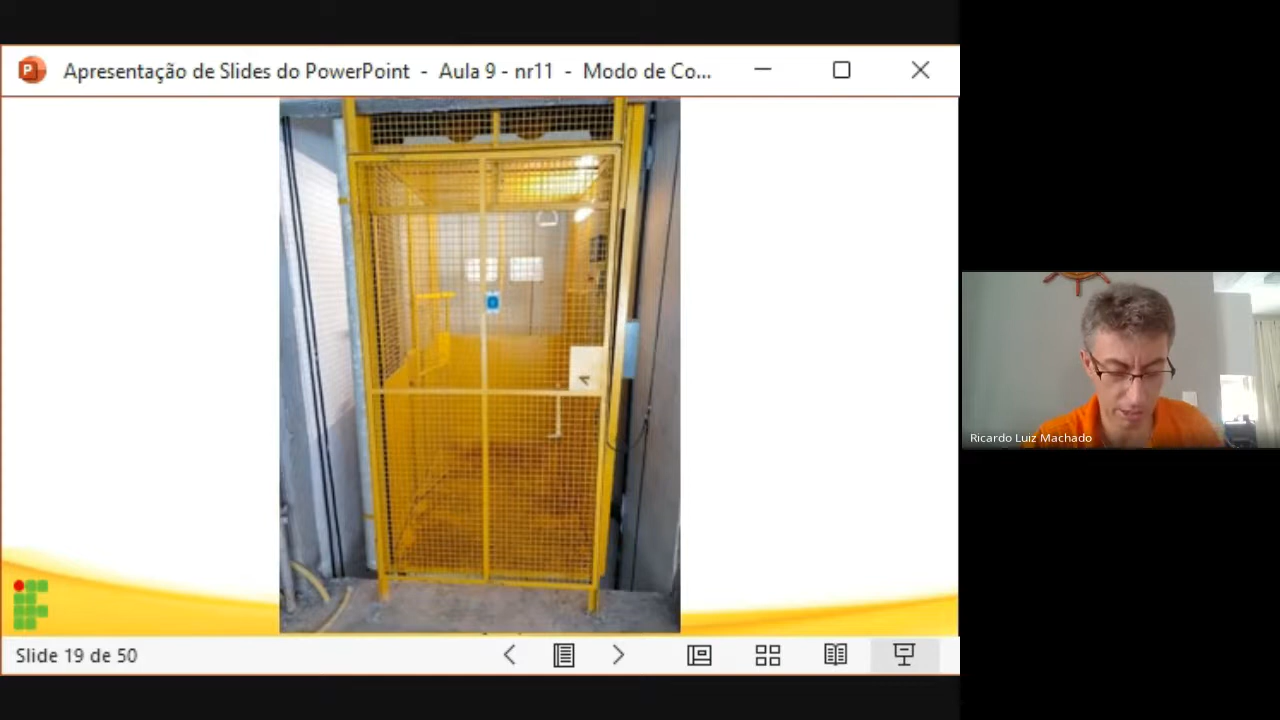 Apresentação de Slides do PowerPoint - Aula 9 - nr11 - Modo de Co...
Ricardo Luiz Machado
Slide 19 de 50